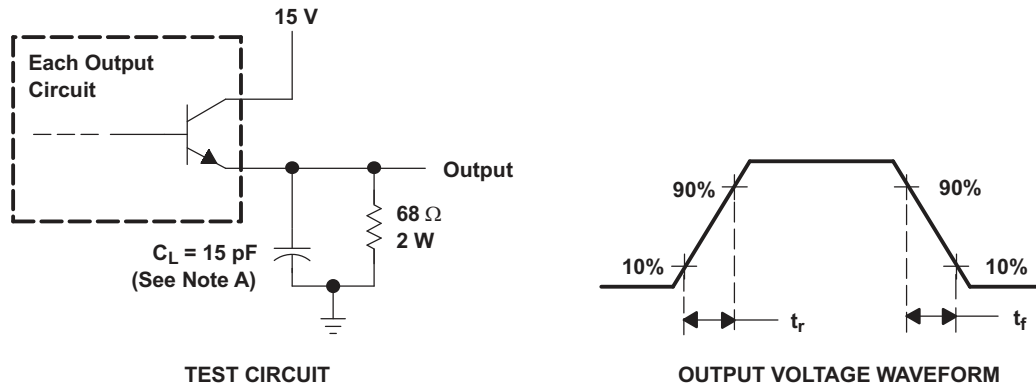 15 V
Each Output
Circuit
Output
68 Ω
2 W
C_L = 15 pF
(See Note A)
TEST CIRCUIT
90%
90%
10%
10%
t_r
t_f
OUTPUT VOLTAGE WAVEFORM